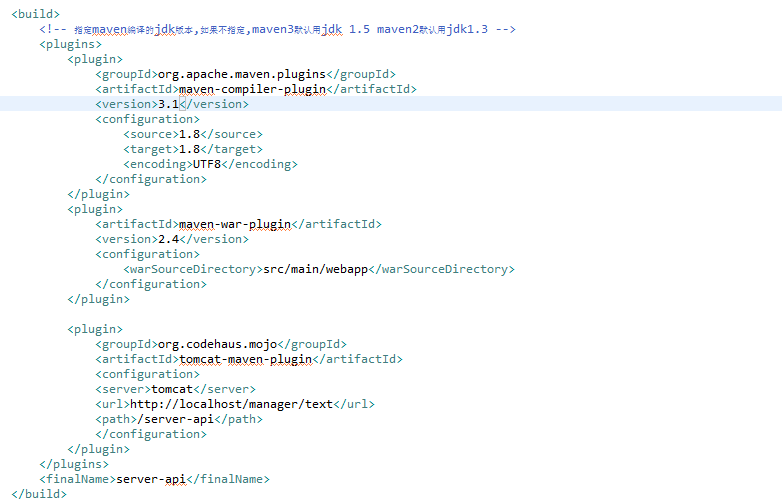 <build>
<!-- 指定maven编译的jdk版本,如果不指定,maven3默认用jdk 1.5 maven2默认用jdk1.3 -->
<plugins>
<plugin>
<groupId>org.apache.maven.plugins</groupId>
<artifactId>maven-compiler-plugin</artifactId>
<version>3.1</version>
<configuration>
<source>1.8</source>
<target>1.8</target>
<encoding>UTF8</encoding>
</configuration>
</plugin>
<plugin>
<artifactId>maven-war-plugin</artifactId>
<version>2.4</version>
<configuration>
<warSourceDirectory>src/main/webapp</warSourceDirectory>
</configuration>
</plugin>
<plugin>
<groupId>org.codehaus.mojo</groupId>
<artifactId>tomcat-maven-plugin</artifactId>
<configuration>
<server>tomcat</server>
<url>http://localhost/manager/text</url>
<path>/server-api</path>
</configuration>
</plugin>
</plugins>
<finalName>server-api</finalName>
</build>